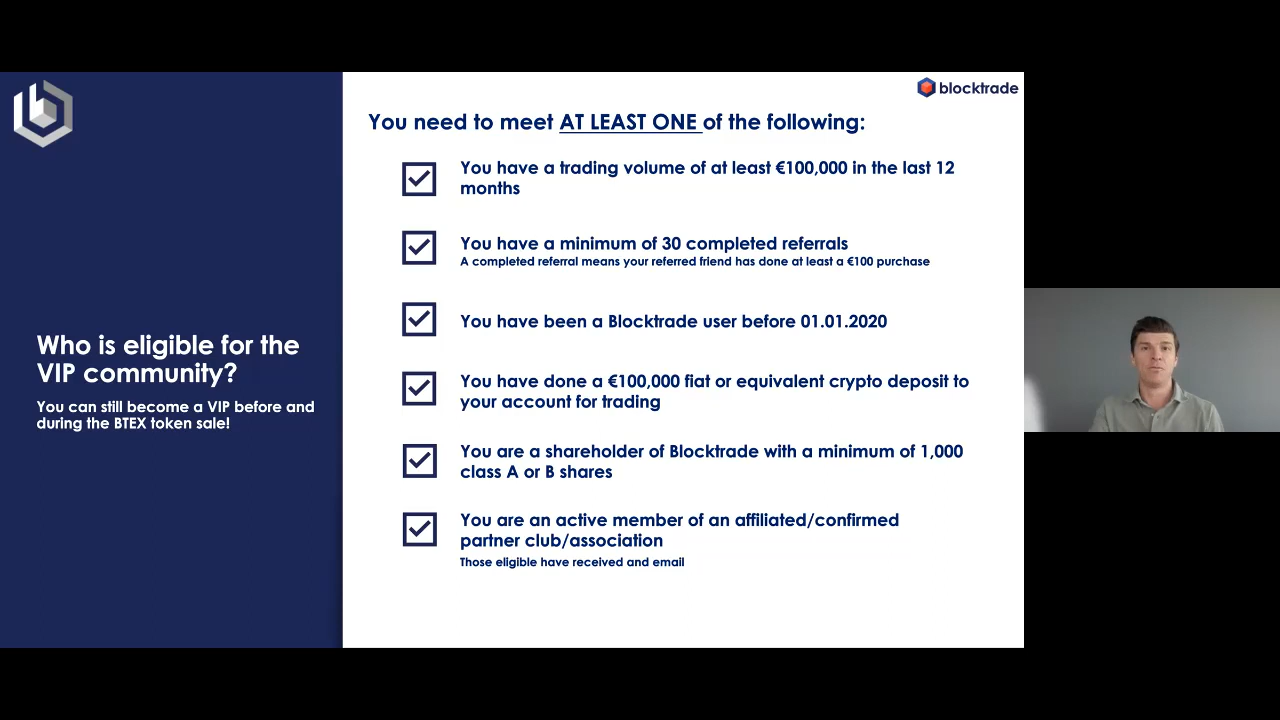 blocktrade
You need to meet AT LEAST ONE of the following:
You have a trading volume of at least €100,000 in the last 12
months
You have a minimum of 30 completed referrals
A completed referral means your referred friend has done at least a €100 purchase
You have been a Blocktrade user before 01.01.2020
Who is eligible for the
VIP community?
You can still become a VIP before and
during the BTEX token sale!
You have done a €100,000 fiat or equivalent crypto deposit to
your account for trading
You are a shareholder of Blocktrade with a minimum of 1,000
class A or B shares
You are an active member of an affiliated/confirmed
partner club/association
Those eligible have received and email